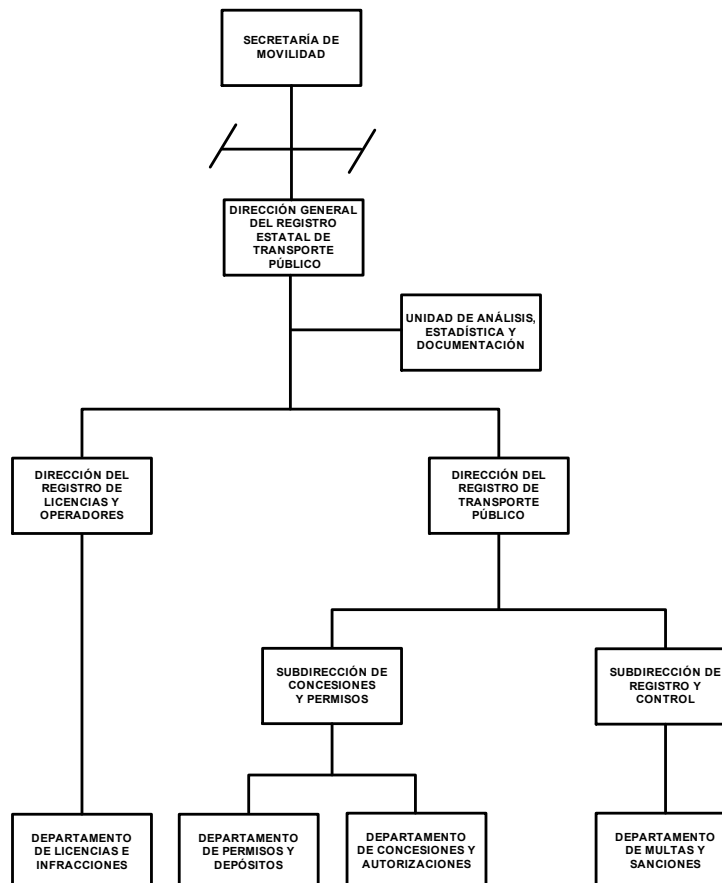 SECRETARÍA DE
MOVILIDAD
DIRECCIÓN GENERAL
DEL REGISTRO
ESTATAL DE
TRANSPORTE
PÚBLICO
UNIDAD DE ANÁLISIS,
ESTADÍSTICA Y
DOCUMENTACIÓN
DIRECCIÓN DEL
REGISTRO DE
LICENCIAS Y
OPERADORES
DIRECCIÓN DEL
REGISTRO DE
TRANSPORTE
PÚBLICO
SUBDIRECCIÓN DE
CONCESIONES
Y PERMISOS
SUBDIRECCIÓN DE
REGISTRO Y
CONTROL
DEPARTAMENTO
DE LICENCIAS E
INFRACCIONES
DEPARTAMENTO
DE PERMISOS Y
DEPÓSITOS
DEPARTAMENTO
DE CONCESIONES Y
AUTORIZACIONES
DEPARTAMENTO
DE MULTAS Y
SANCIONES